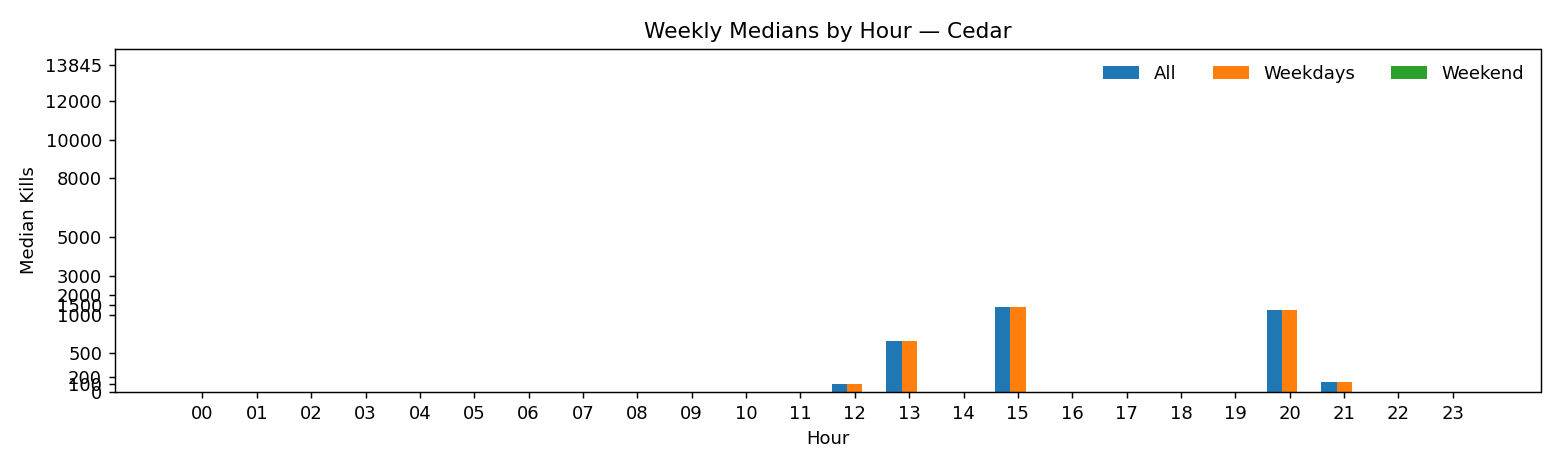 Weekly Medians by Hour — Cedar
All Weekdays Weekend
Median Kills
13845
12000
10000
8000
5000
3000
2000
1500
1000
500
200
100
0
00 01 02 03 04 05 06 07 08 09 10 11 12 13 14 15 16 17 18 19 20 21 22 23
Hour